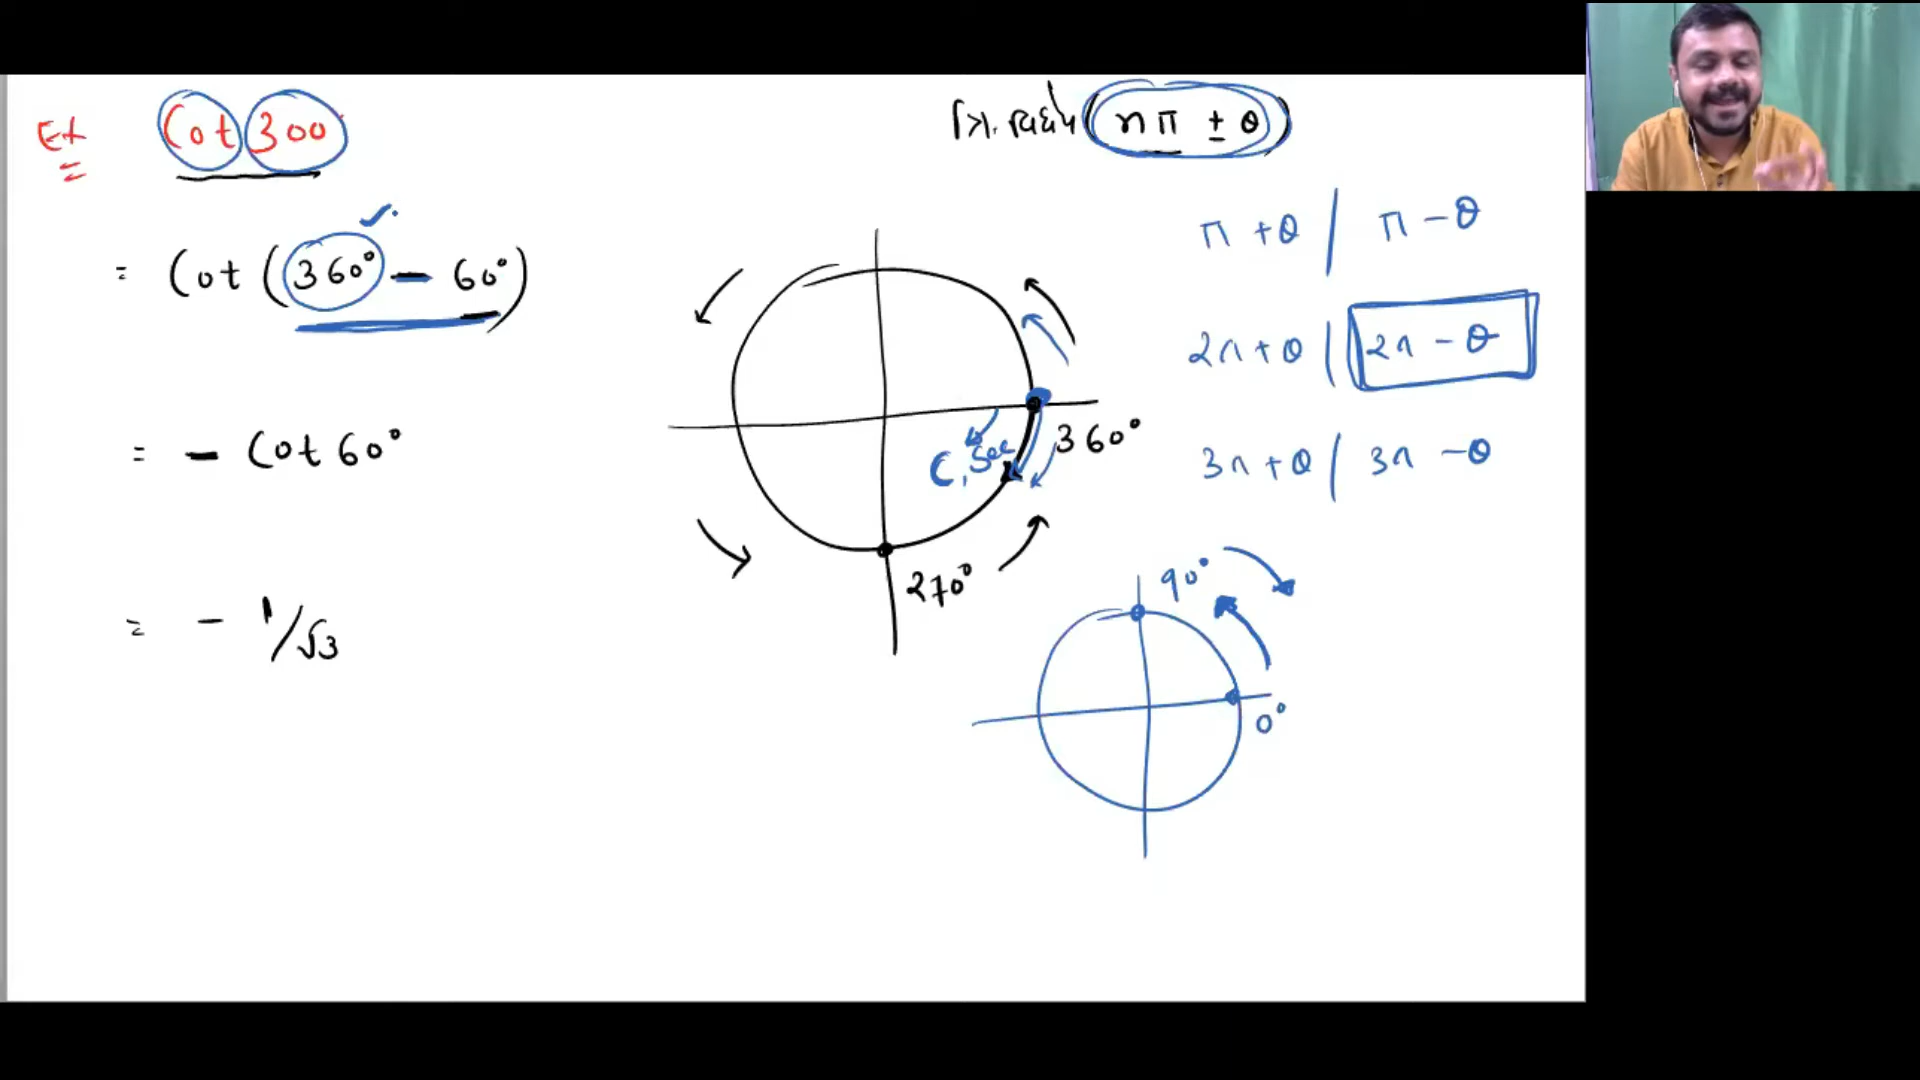 Ex Cot 300
= Cot (360° - 60°)
= - Cot 60°
= - 1/√3
(nπ ± θ)
π + θ / π - θ
2π + θ | 2π - θ
3π + θ / 3π - θ
C, Sec
360°
270°
90°
0°